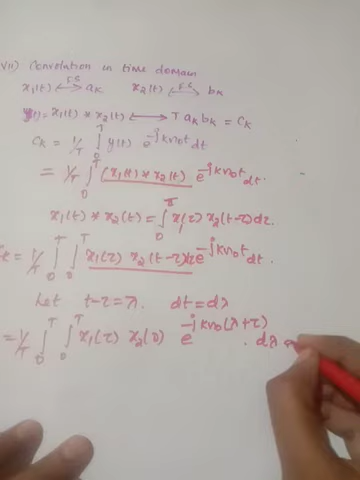 VII) Convolution in time domain
x₁(t) ⟷F.S aₖ x₂(t) ⟷F.S bₖ
y(t) = x₁(t) * x₂(t) ⟷ T aₖ bₖ = cₖ
cₖ = 1/T ∫₀ᵀ y(t) e^{-jkω₀t} dt
= 1/T ∫₀ᵀ (x₁(t) * x₂(t)) e^{-jkω₀t} dt.
x₁(t) * x₂(t) = ∫₀ᵀ x₁(τ) x₂(t-τ) dτ.
= 1/T ∫₀ᵀ ∫₀ᵀ x₁(τ) x₂(t-τ) e^{-jkω₀t} dt.
Let t-τ = λ. dt = dλ
= 1/T ∫₀ᵀ ∫₀ᵀ x₁(τ) x₂(λ) e^{-jkω₀(λ+τ)} . dλ